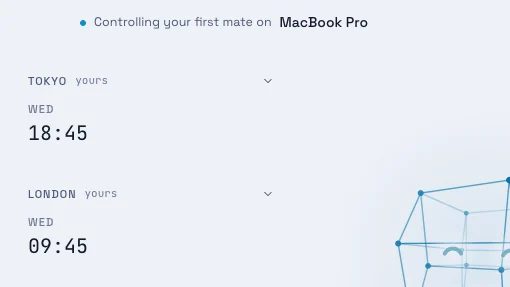 Controlling your first mate on MacBook Pro
TOKYO yours
WED
18:45
LONDON yours
WED
09:45